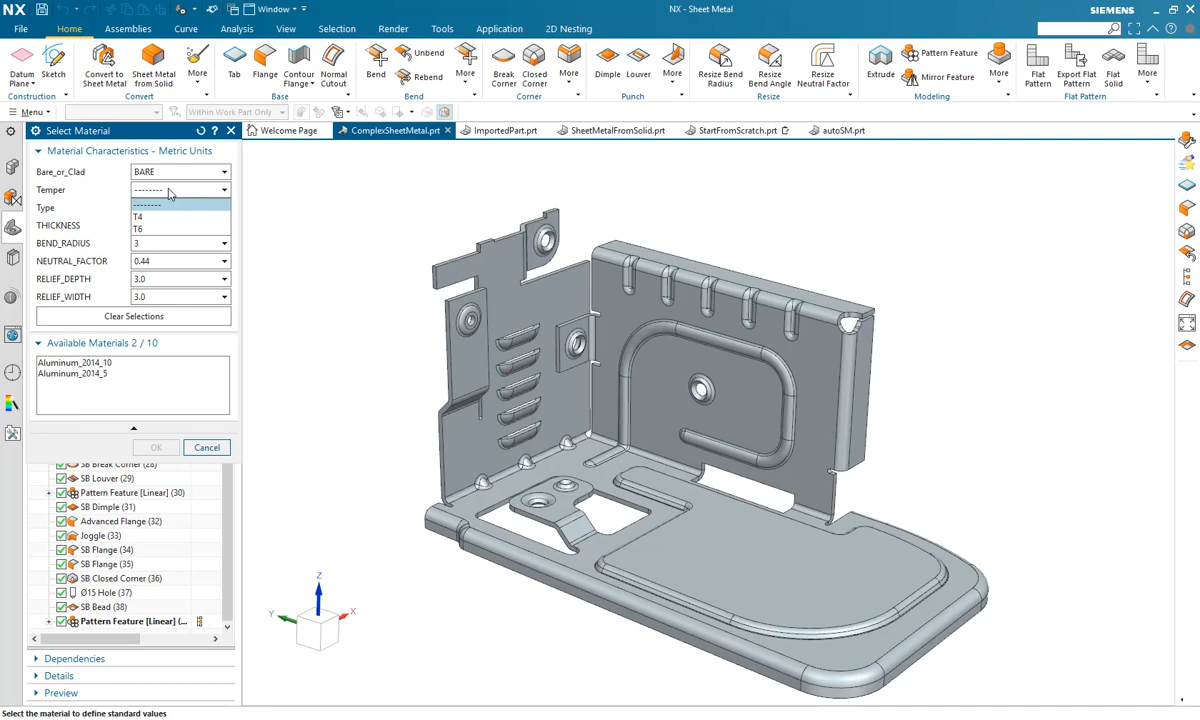 NX
Window
NX - Sheet Metal
SIEMENS
File
Home
Assemblies
Curve
Analysis
View
Selection
Render
Tools
Application
2D Nesting
Datum Plane
Sketch
Construction
Convert to Sheet Metal
Sheet Metal from Solid
More
Convert
Tab
Flange
Contour Flange
Normal Cutout
Base
Bend
Unbend
Rebend
More
Bend
Break Corner
Closed Corner
More
Corner
Dimple
Louver
More
Punch
Resize Bend Radius
Resize Bend Angle
Resize Neutral Factor
Resize
Extrude
Pattern Feature
Mirror Feature
More
Modeling
Flat Pattern
Export Flat Pattern
Flat Solid
More
Flat Pattern
Menu
Within Work Part Only
Select Material
Welcome Page
ComplexSheetMetal.prt
ImportedPart.prt
SheetMetalFromSolid.prt
StartFromScratch.prt
autoSM.prt
Material Characteristics - Metric Units
Bare_or_Clad
BARE
Temper
--------
Type
--------
T4
T6
THICKNESS
BEND_RADIUS
3
NEUTRAL_FACTOR
0.44
RELIEF_DEPTH
3.0
RELIEF_WIDTH
3.0
Clear Selections
Available Materials 2 / 10
Aluminum_2014_10
Aluminum_2014_5
OK
Cancel
SB Break Corner (28)
SB Louver (29)
Pattern Feature [Linear] (30)
SB Dimple (31)
Advanced Flange (32)
Joggle (33)
SB Flange (34)
SB Flange (35)
SB Closed Corner (36)
Ø15 Hole (37)
SB Bead (38)
Pattern Feature [Linear] (...
Dependencies
Details
Preview
Z
Y
X
Select the material to define standard values